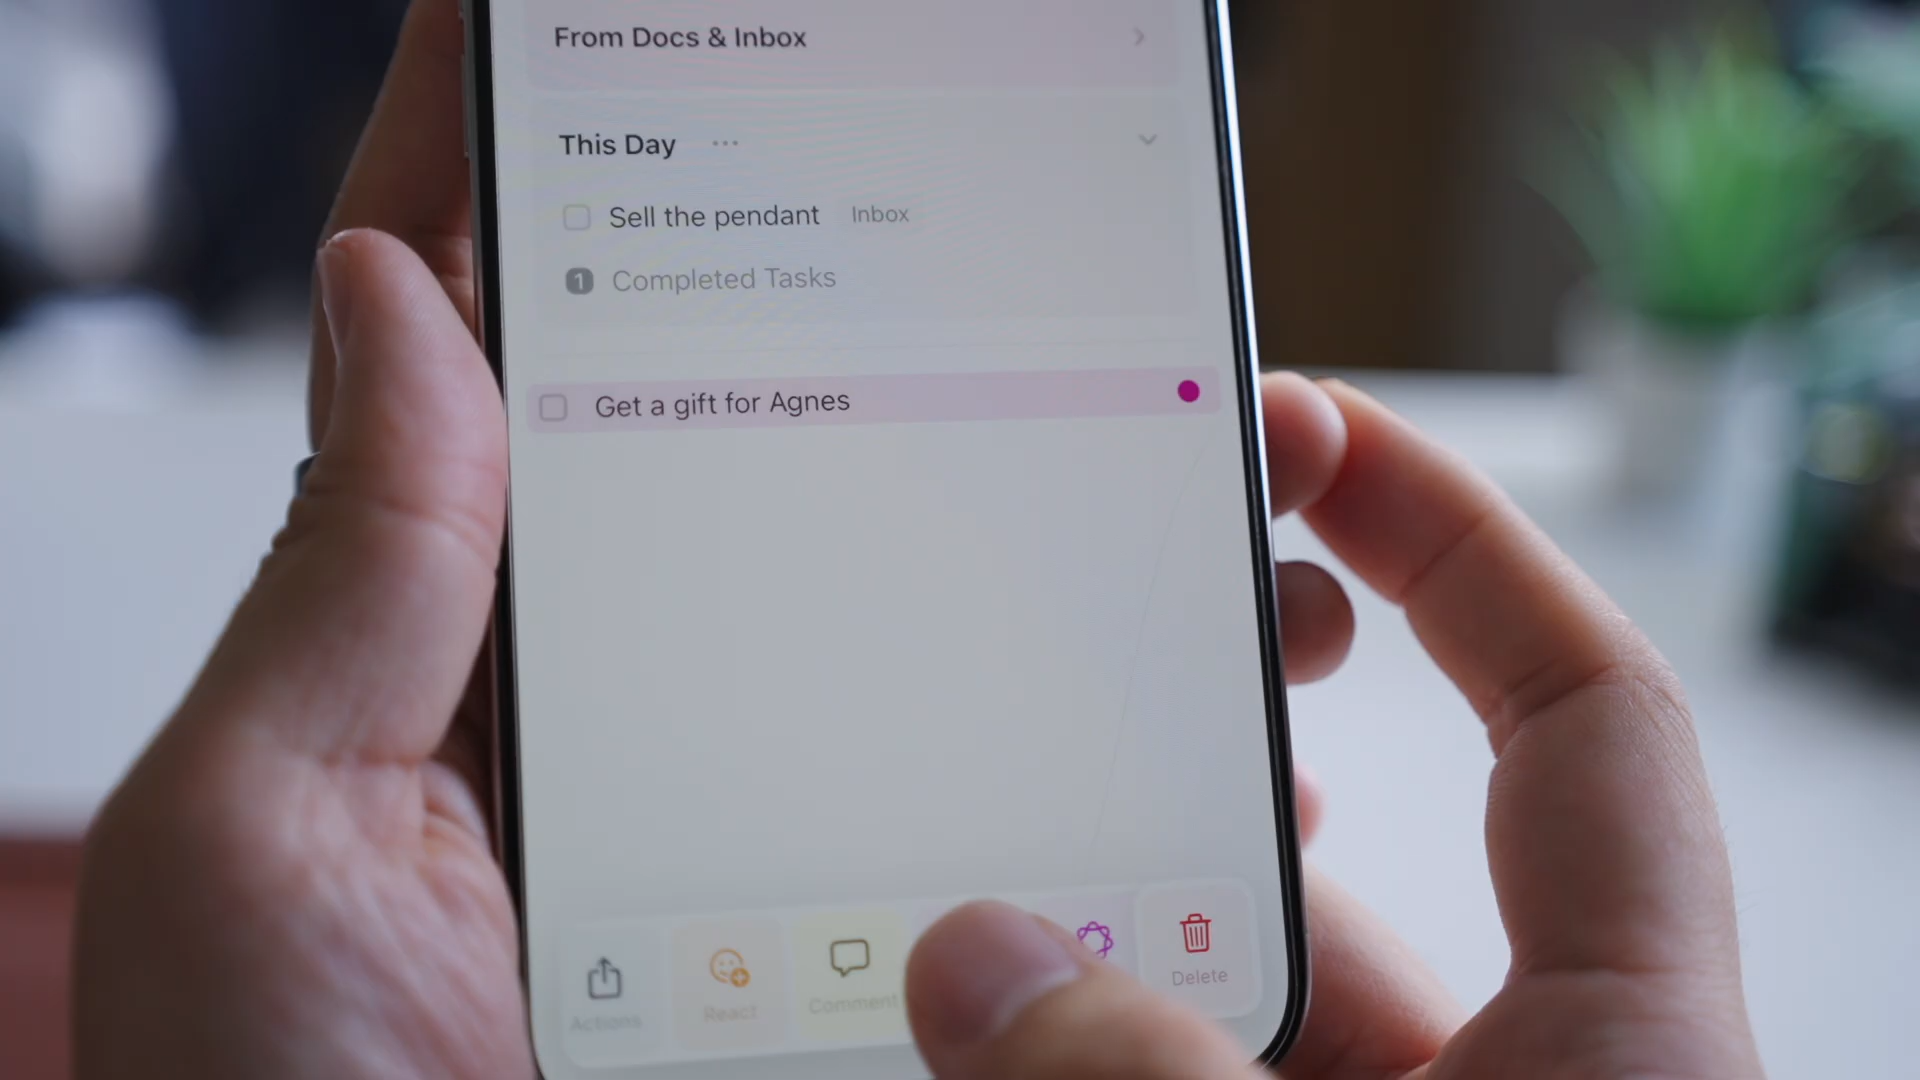 From Docs & Inbox
This Day ...
Sell the pendant Inbox
1 Completed Tasks
Get a gift for Agnes
Actions
React
Comment
Delete